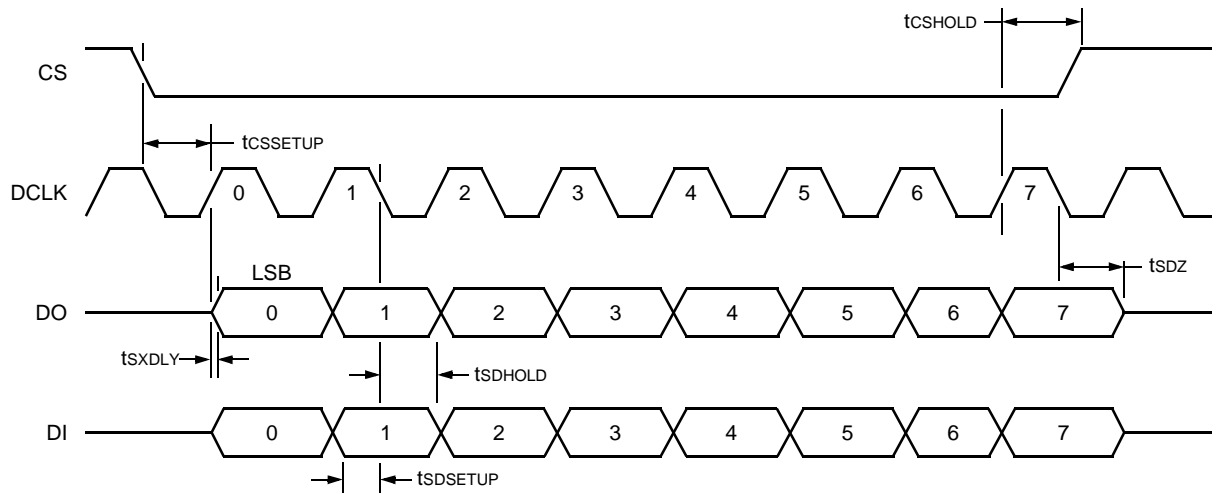 tCSHOLD
CS
tCSSETUP
DCLK 0 1 2 3 4 5 6 7
LSB
tSDZ
DO 0 1 2 3 4 5 6 7
tSXDLY
tSDHOLD
DI 0 1 2 3 4 5 6 7
tSDSETUP